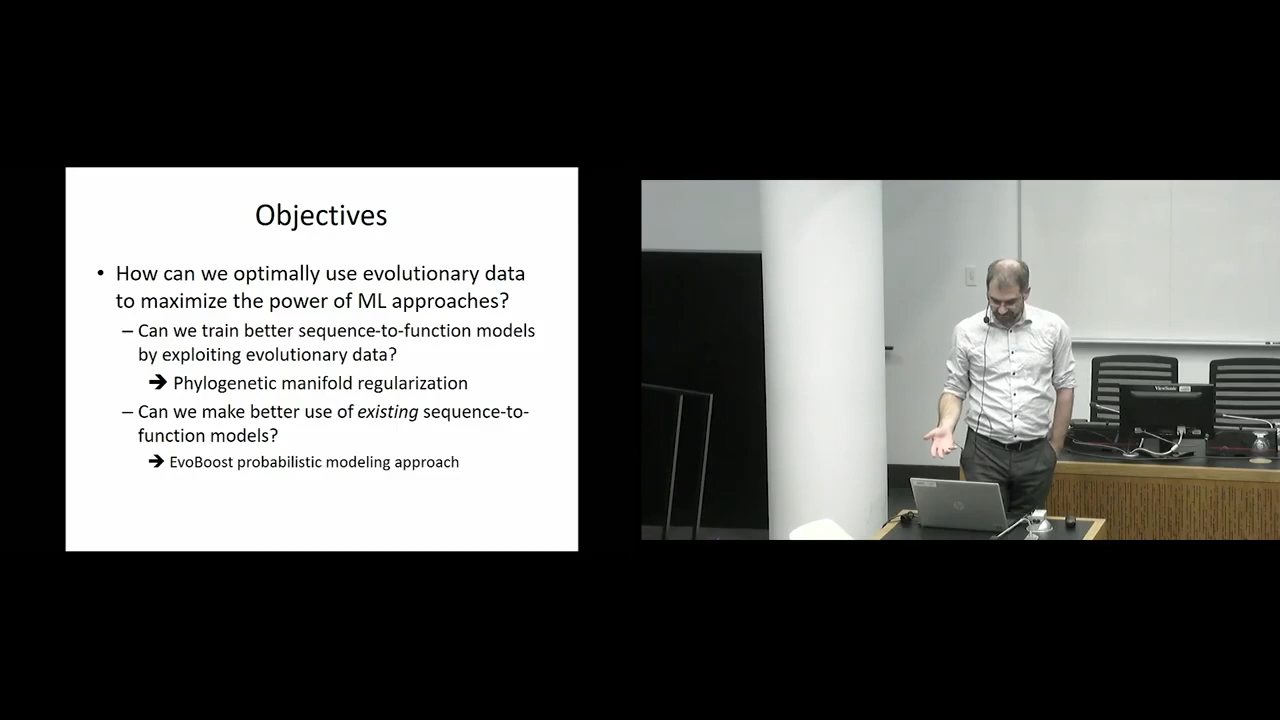 Objectives
• How can we optimally use evolutionary data
to maximize the power of ML approaches?
– Can we train better sequence-to-function models
by exploiting evolutionary data?
➔ Phylogenetic manifold regularization
– Can we make better use of existing sequence-to-
function models?
➔ EvoBoost probabilistic modeling approach
ViewSonic
hp